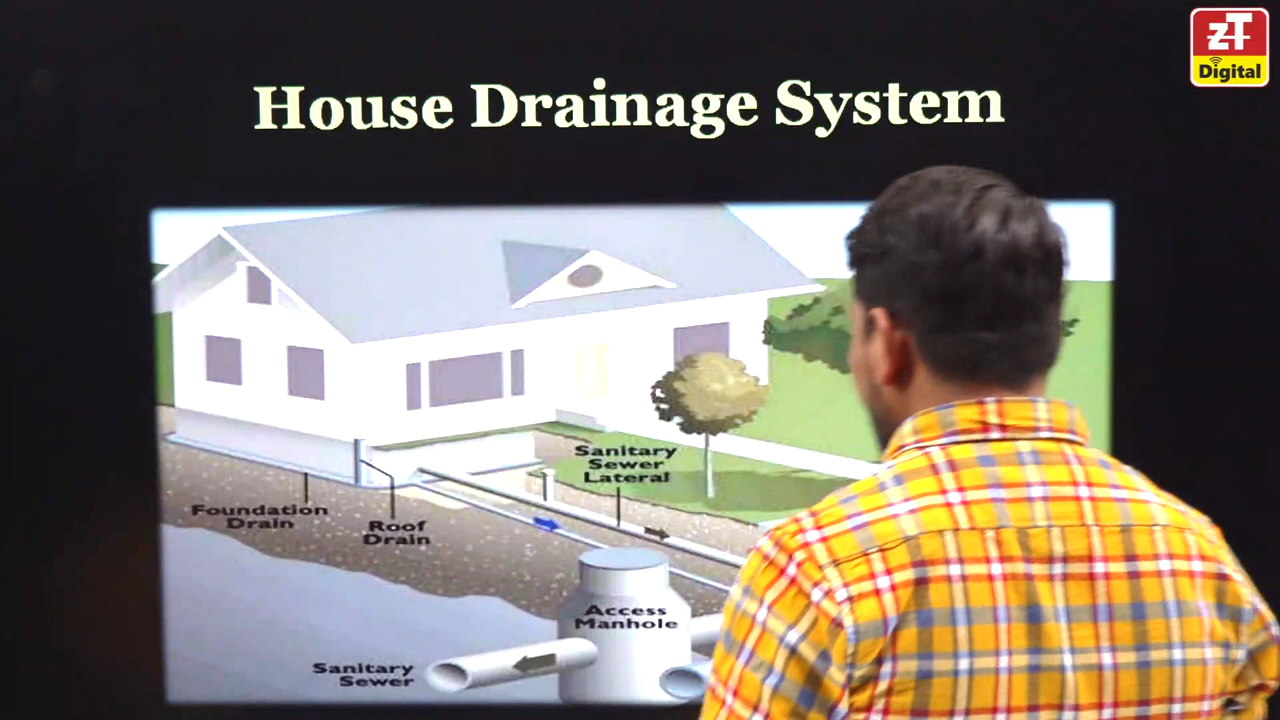 zT
Digital
House Drainage System
Sanitary
Sewer
Lateral
Foundation
Drain
Roof
Drain
Access
Manhole
Sanitary
Sewer